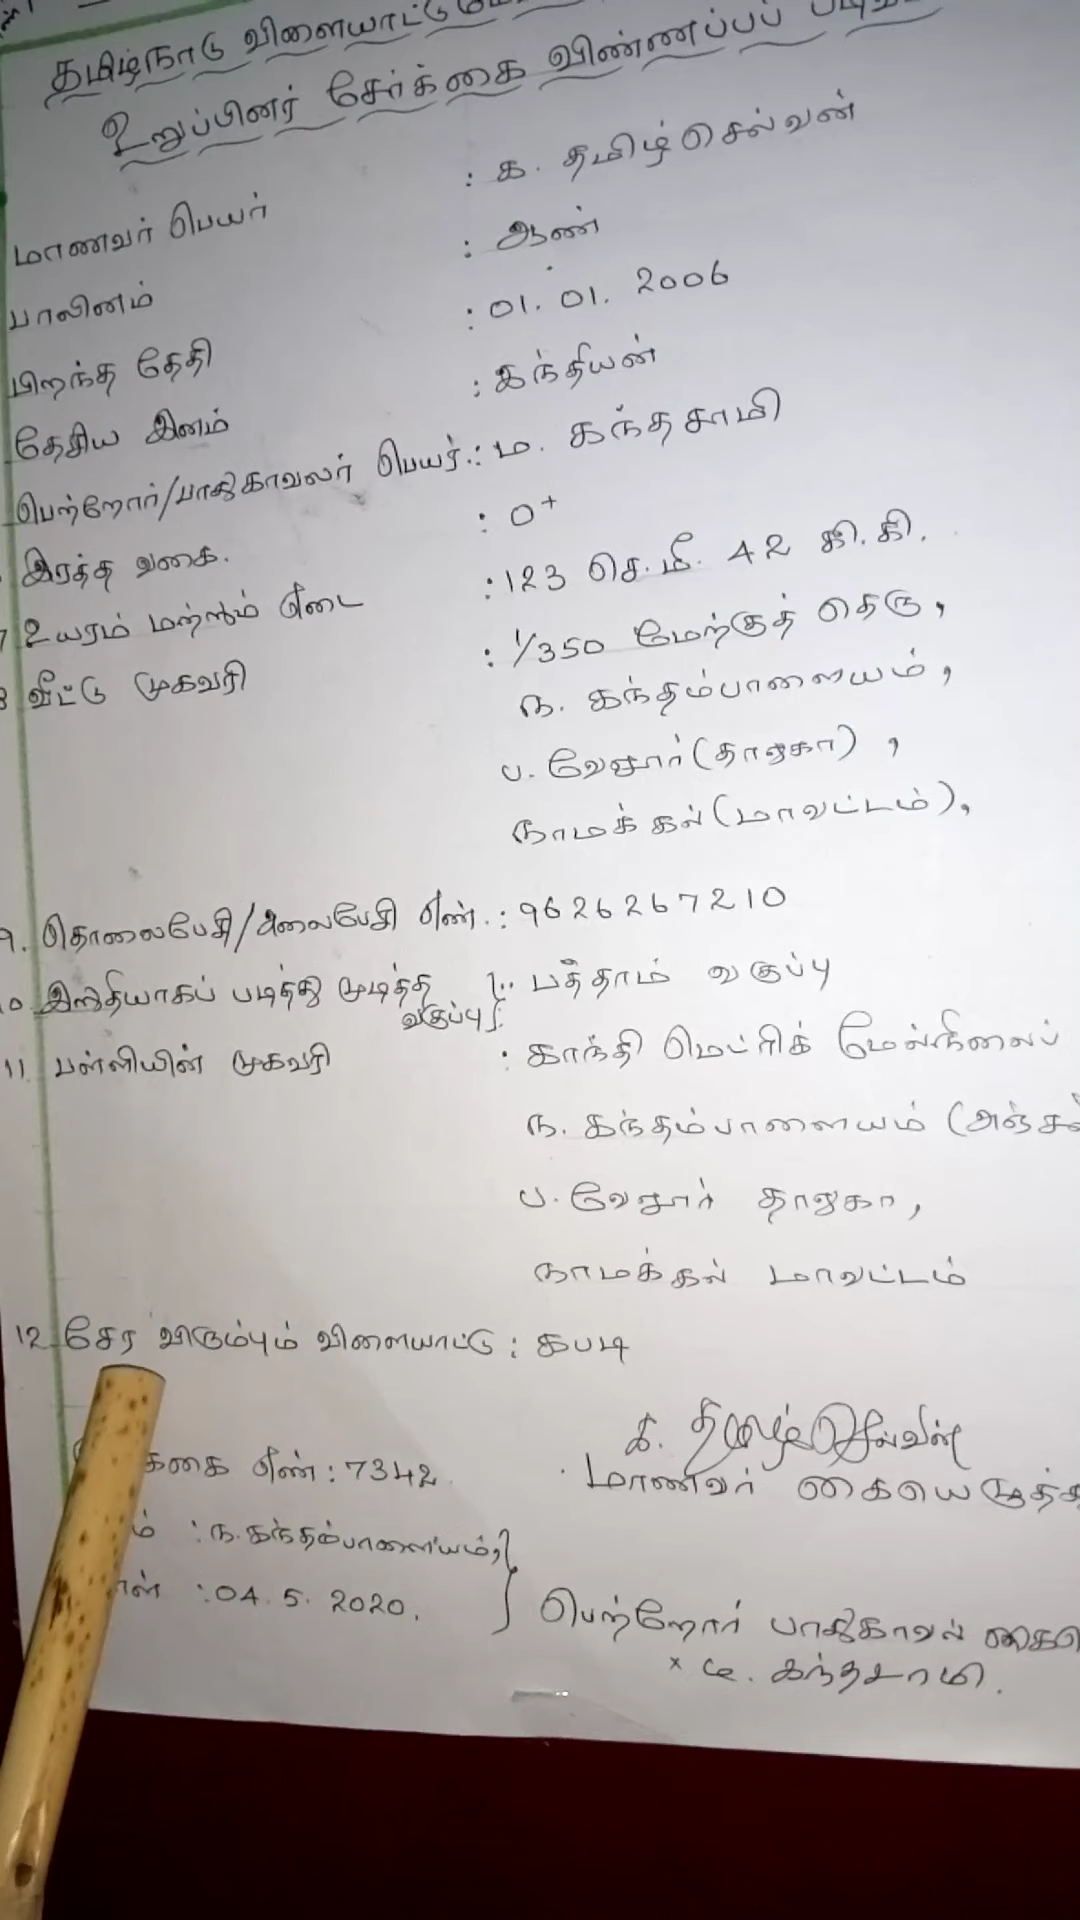 தமிழ்நாடு விளையாட்டு
உறுப்பினர் சேர்க்கை விண்ணப்பப்
மாணவர் பெயர் : க. தமிழ்செல்வன்
பாலினம் : ஆண்
பிறந்த தேதி : 01. 01. 2006
தேசிய இனம் : இந்தியன்
பெற்றோர்/பாதுகாவலர் பெயர். : ம. கந்தசாமி
இரத்த வகை. : O+
7 உயரம் மற்றும் எடை : 123 செ.மீ. 42 கி.கி.
8 வீட்டு முகவரி : 1/350 மேற்குத் தெரு,
ந. கந்தம்பாளையம்,
ப. வேலூர் (தாலுகா) ,
நாமக்கல் (மாவட்டம்),
9. தொலைபேசி/அலைபேசி எண். : 9626267210
இறுதியாகப் படித்து முடித்த வகுப்பு : பத்தாம் வகுப்பு
11 பள்ளியின் முகவரி : காந்தி மெட்ரிக் மேல்நிலைப்
ந. கந்தம்பாளையம்
ப. வேலூர் தாலுகா,
நாமக்கல் மாவட்டம்
12 சேர விரும்பும் விளையாட்டு : கபடி
க. தமிழ்செல்வன்
எண் : 7342
மாணவர்
: ந. கந்தம்பாளையம்,
: 04. 5. 2020.
பெற்றோர் பாதுகாவல்
x ம. கந்தசாமி.